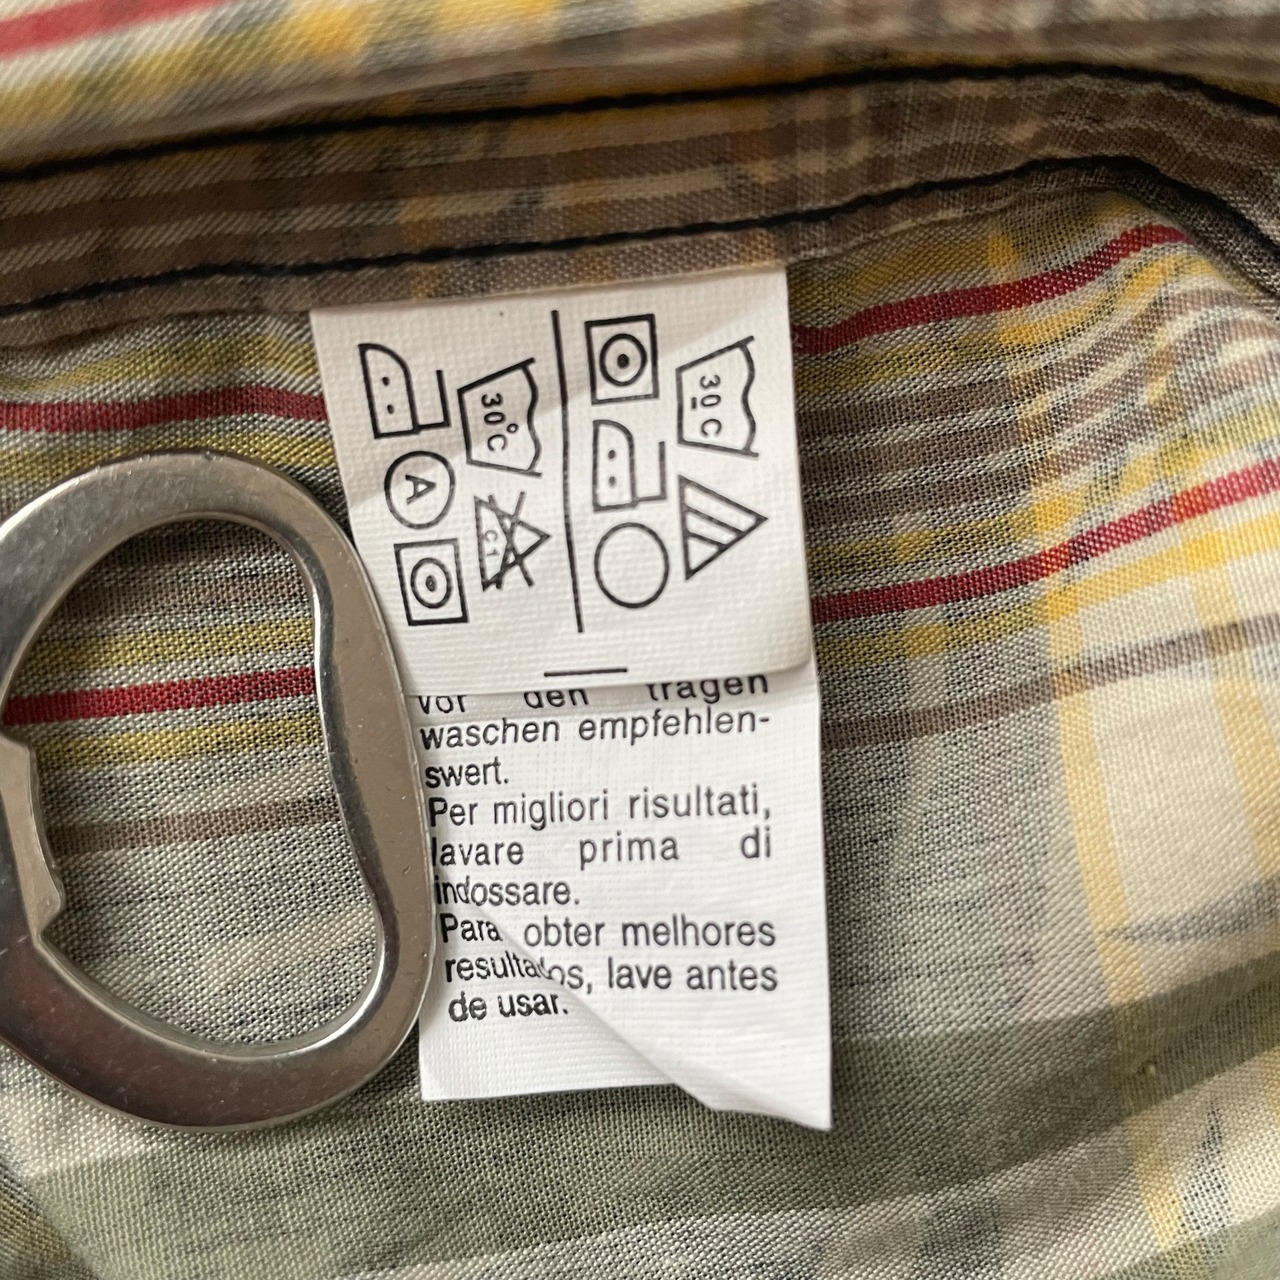 30°C
CL
A
30 C
vor den tragen
waschen empfehlen-
swert.
Per migliori risultati,
lavare prima di
indossare.
Para obter melhores
resultados, lave antes
de usar.